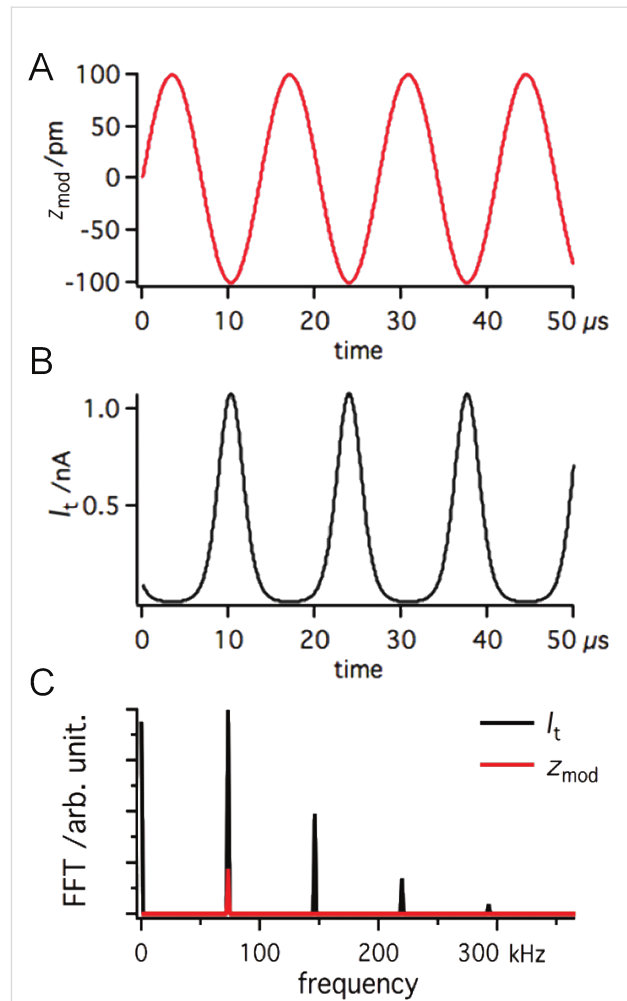 A
z_mod /pm
100
50
0
-50
-100
0 10 20 30 40 50 µs
time
B
I_t /nA
1.0
0.5
0 10 20 30 40 50 µs
time
C
FFT /arb. unit.
I_t
z_mod
0 100 200 300 kHz
frequency